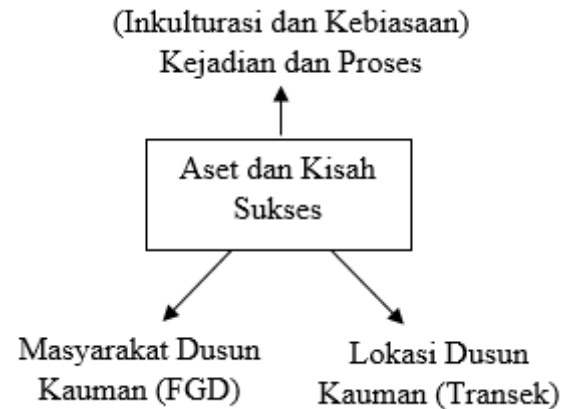 (Inkulturasi dan Kebiasaan)
Kejadian dan Proses
Aset dan Kisah
Sukses
Masyarakat Dusun
Kauman (FGD)
Lokasi Dusun
Kauman (Transek)